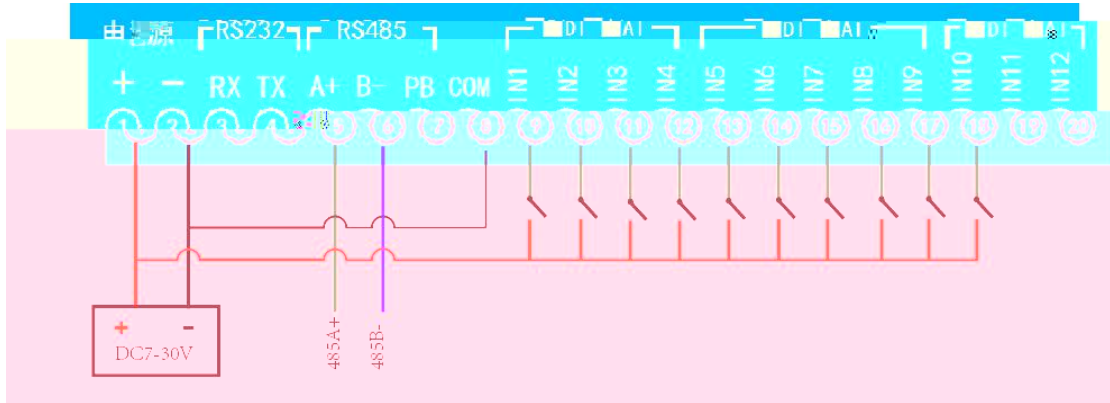 电源 RS232 RS485 DI AI DI AI DI AI
+ - RX TX A+ B- PB COM IN1 IN2 IN3 IN4 IN5 IN6 IN7 IN8 IN9 IN10 IN11 IN12
1 2 3 4 5 6 7 8 9 10 11 12 13 14 15 16 17 18 19 20
+ -
DC7-30V
485A+
485B-